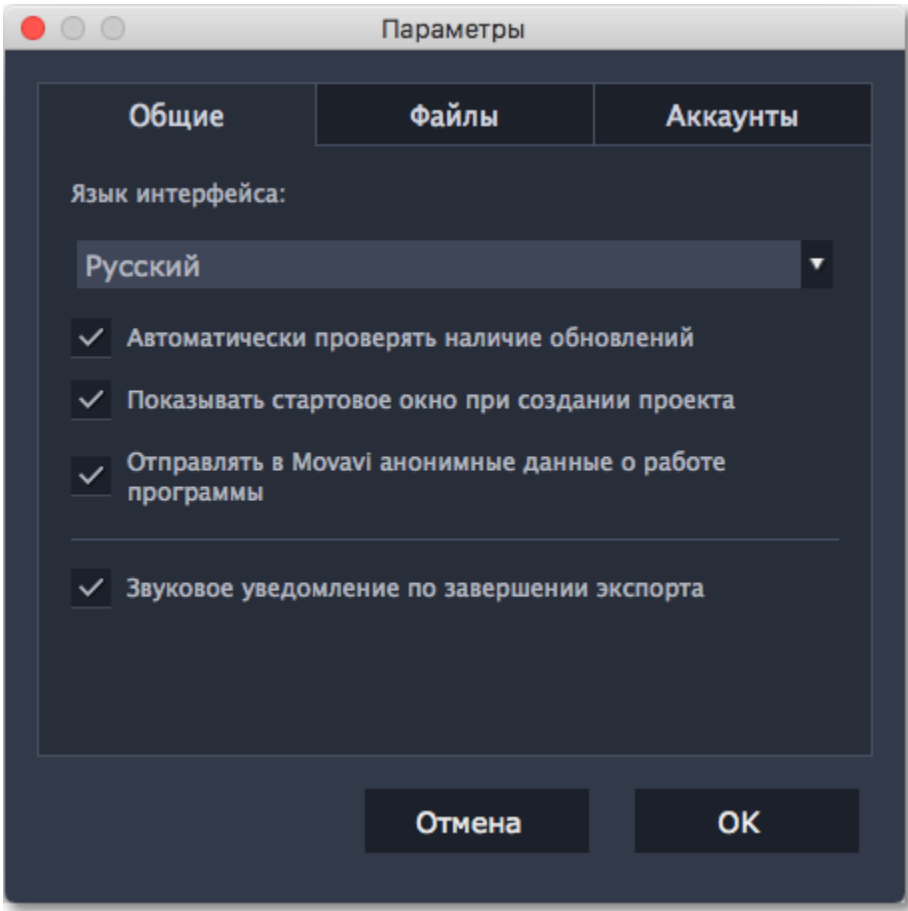 Параметры
Общие
Файлы
Аккаунты
Язык интерфейса:
Русский
Автоматически проверять наличие обновлений
Показывать стартовое окно при создании проекта
Отправлять в Movavi анонимные данные о работе
программы
Звуковое уведомление по завершении экспорта
Отмена
OK